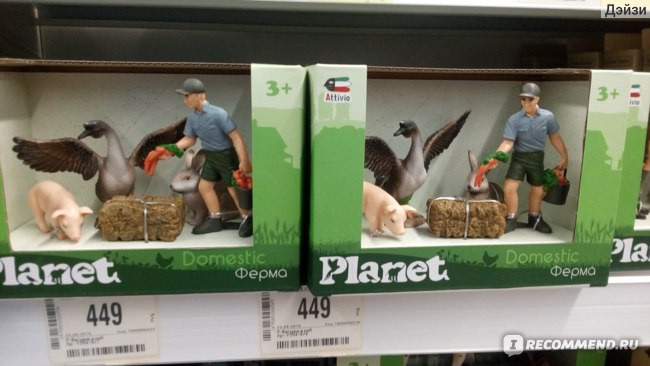 Дэйзи
3+
Attivio
3+
Planet
Domestic
Ферма
Planet
Domestic
Ферма
449
449
I RECOMMEND.RU